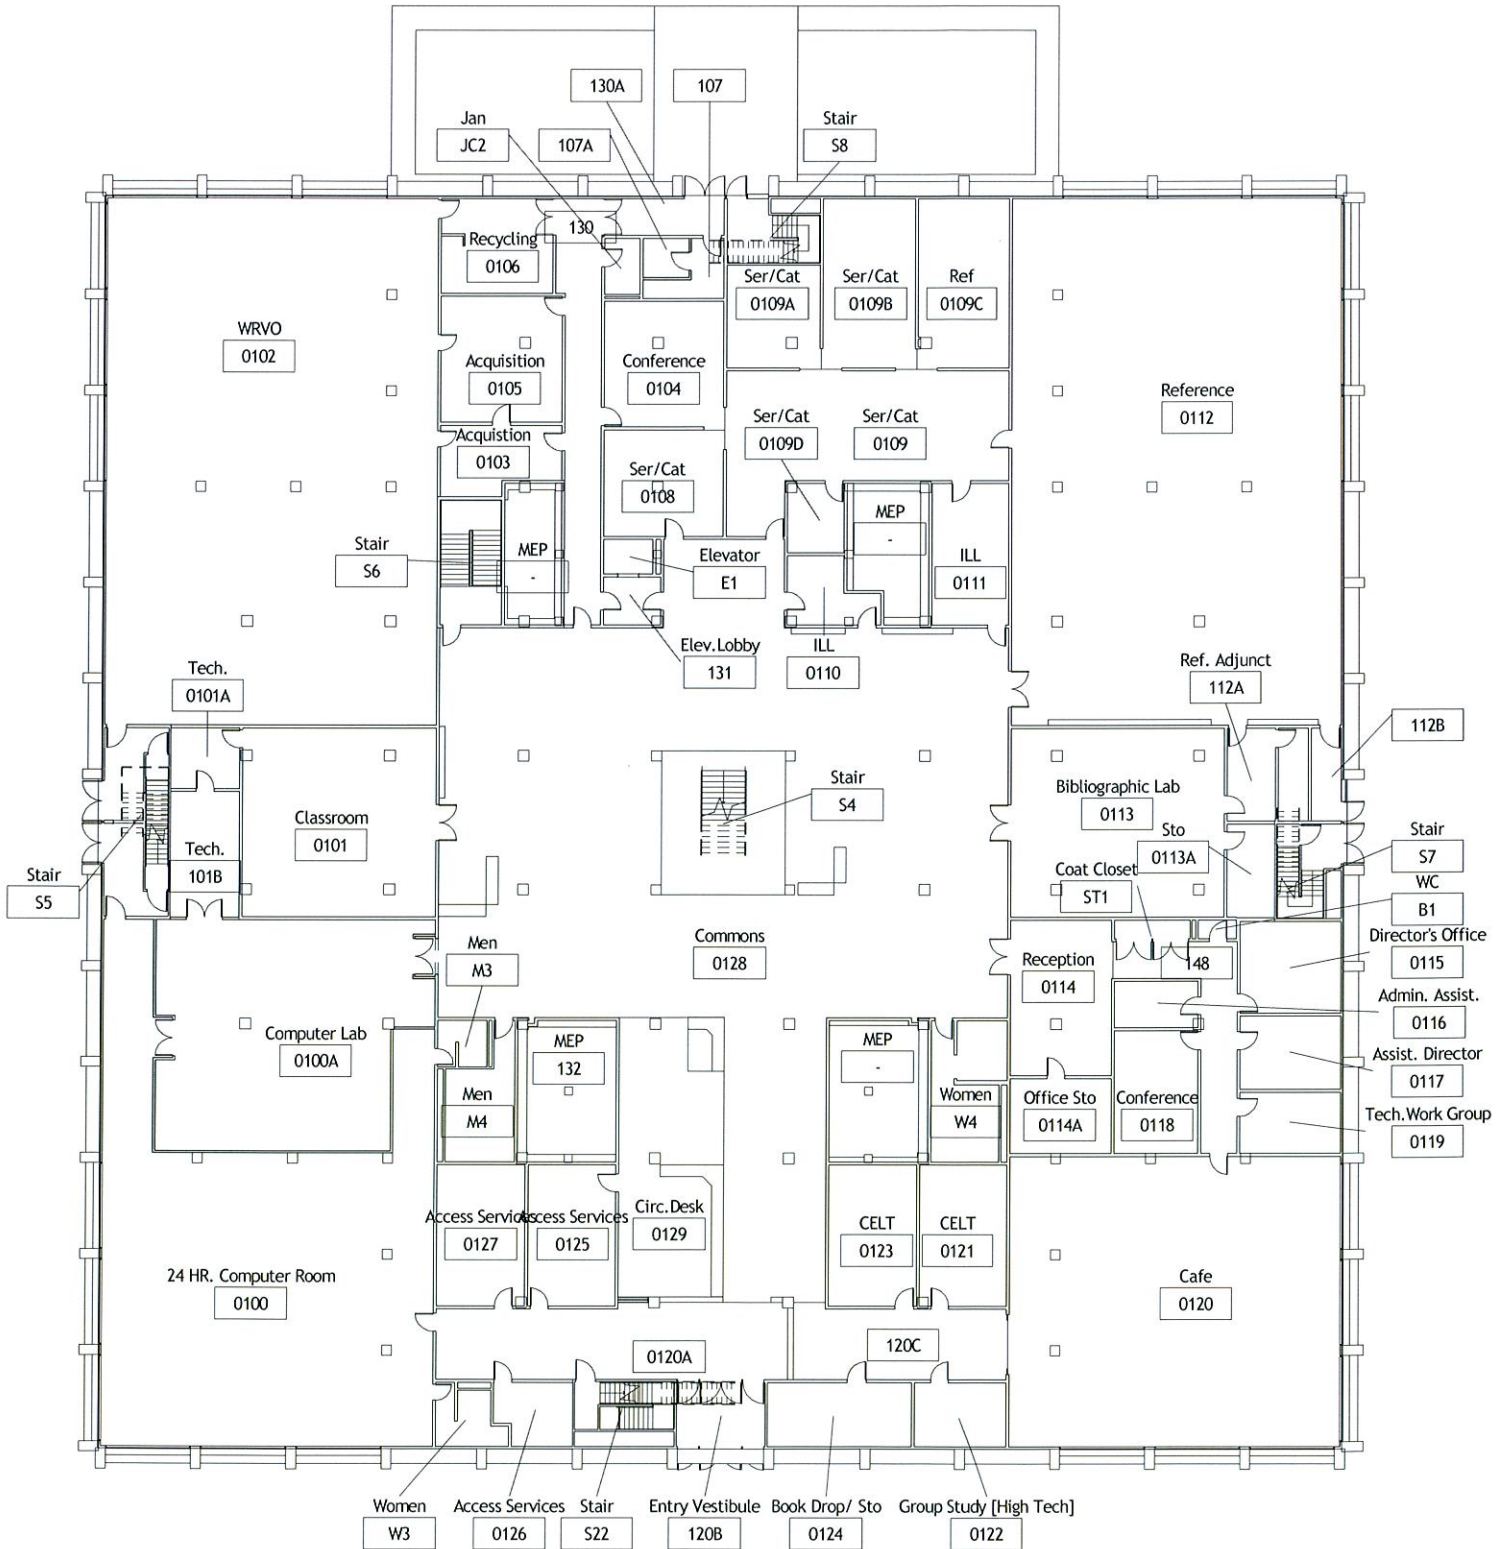 130A
107
Jan
JC2
107A
Stair
S8
130
Recycling
0106
Ser/Cat
0109A
Ser/Cat
0109B
Ref
0109C
WRVO
0102
Acquisition
0105
Conference
0104
Reference
0112
Acquistion
0103
Ser/Cat
0109D
Ser/Cat
0109
Ser/Cat
0108
MEP
-
Stair
S6
MEP
-
Elevator
E1
ILL
0111
Elev.Lobby
131
ILL
0110
Tech.
0101A
Ref. Adjunct
112A
112B
Stair
S4
Bibliographic Lab
0113
Classroom
0101
Sto
0113A
Stair
S7
Tech.
101B
Coat Closet
ST1
WC
B1
Stair
S5
Men
M3
Commons
0128
Reception
0114
148
Director's Office
0115
Admin. Assist.
0116
Computer Lab
0100A
MEP
132
MEP
-
Assist. Director
0117
Men
M4
Women
W4
Office Sto
0114A
Conference
0118
Tech.Work Group
0119
Access Services
0127
Access Services
0125
Circ.Desk
0129
CELT
0123
CELT
0121
24 HR. Computer Room
0100
Cafe
0120
0120A
120C
Women
W3
Access Services
0126
Stair
S22
Entry Vestibule
120B
Book Drop/ Sto
0124
Group Study [High Tech]
0122